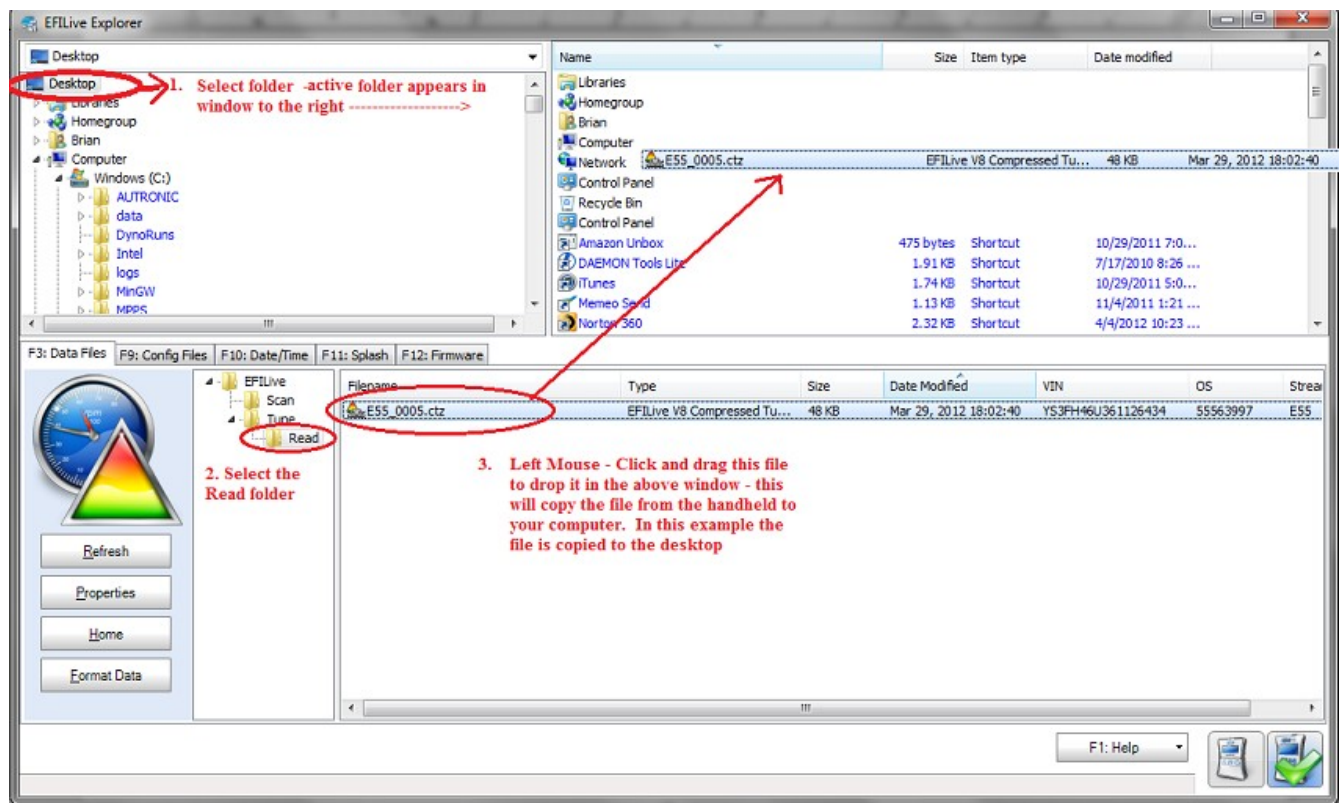 EFILive Explorer
Desktop
Desktop
Libraries
Homegroup
Brian
Computer
Windows (C:)
AUTRONIC
data
DynoRuns
Intel
logs
MinGW
MPPS
1. Select folder -active folder appears in
window to the right ------------------->
Name Size Item type Date modified
Libraries
Homegroup
Brian
Computer
Network E55_0005.ctz EFILive V8 Compressed Tu... 48 KB Mar 29, 2012 18:02:40
Control Panel
Recycle Bin
Control Panel
Amazon Unbox 475 bytes Shortcut 10/29/2011 7:0...
DAEMON Tools Lite 1.91 KB Shortcut 7/17/2010 8:26 ...
iTunes 1.74 KB Shortcut 10/29/2011 5:0...
Memeo Send 1.13 KB Shortcut 11/4/2011 1:21 ...
Norton 360 2.32 KB Shortcut 4/4/2012 10:23 ...
F3: Data Files F9: Config Files F10: Date/Time F11: Splash F12: Firmware
EFILive
Scan
Tune
Read
2. Select the
Read folder
Filename Type Size Date Modified VIN OS Strea
E55_0005.ctz EFILive V8 Compressed Tu... 48 KB Mar 29, 2012 18:02:40 YS3FH46U361126434 55563997 E55
3. Left Mouse - Click and drag this file
to drop it in the above window - this
will copy the file from the handheld to
your computer. In this example the
file is copied to the desktop
Refresh
Properties
Home
Format Data
F1: Help